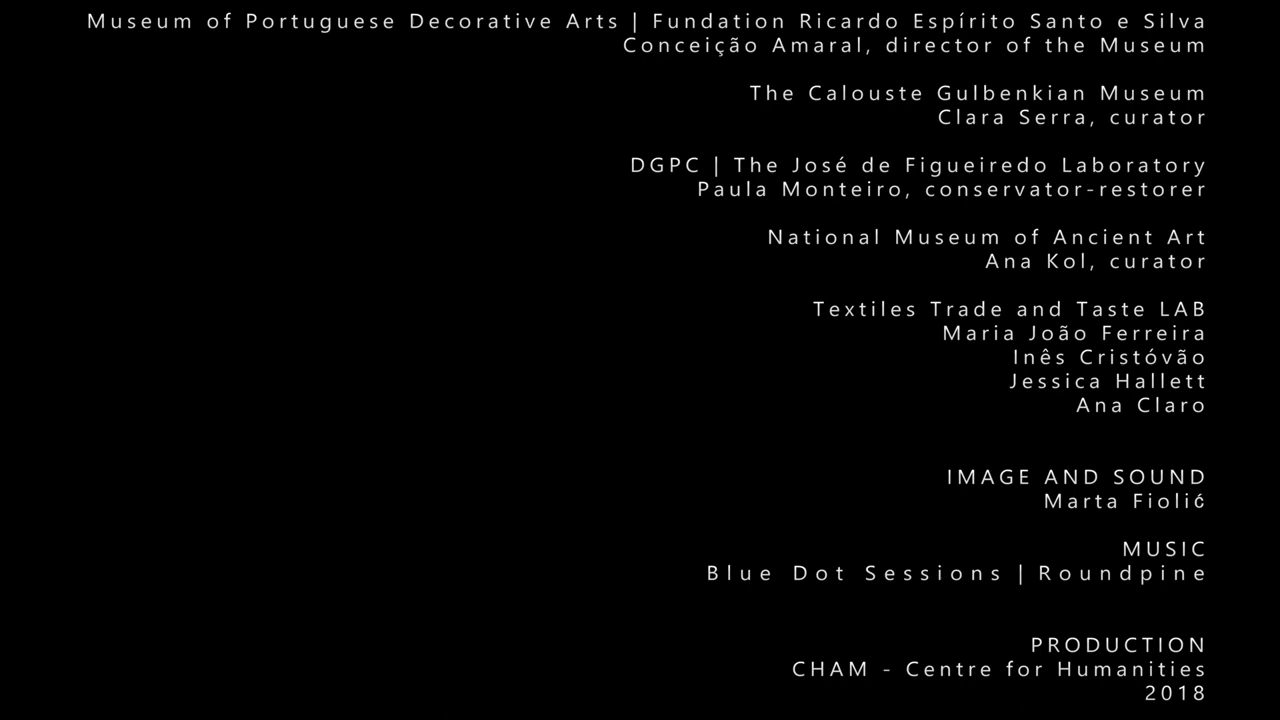 Museum of Portuguese Decorative Arts | Fundation Ricardo Espírito Santo e Silva
Conceição Amaral, director of the Museum
The Calouste Gulbenkian Museum
Clara Serra, curator
DGPC | The José de Figueiredo Laboratory
Paula Monteiro, conservator-restorer
National Museum of Ancient Art
Ana Kol, curator
Textiles Trade and Taste LAB
Maria João Ferreira
Inês Cristóvão
Jessica Hallett
Ana Claro
IMAGE AND SOUND
Marta Fiolić
MUSIC
Blue Dot Sessions | Roundpine
PRODUCTION
CHAM - Centre for Humanities
2018